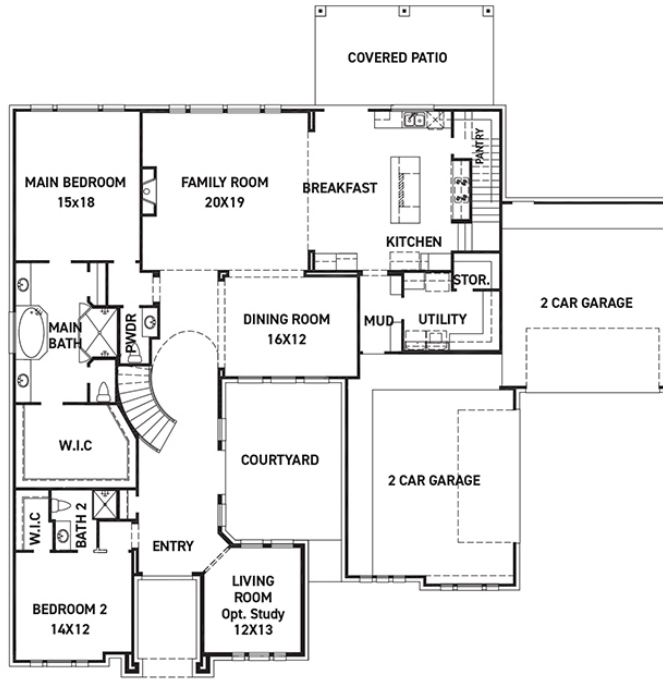 COVERED PATIO
PANTRY
MAIN BEDROOM
15x18
FAMILY ROOM
20X19
BREAKFAST
KITCHEN
STOR.
2 CAR GARAGE
MAIN
BATH
PWDR
DINING ROOM
16X12
MUD
UTILITY
W.I.C
COURTYARD
2 CAR GARAGE
W.I.C
BATH 2
ENTRY
BEDROOM 2
14X12
LIVING
ROOM
Opt. Study
12X13